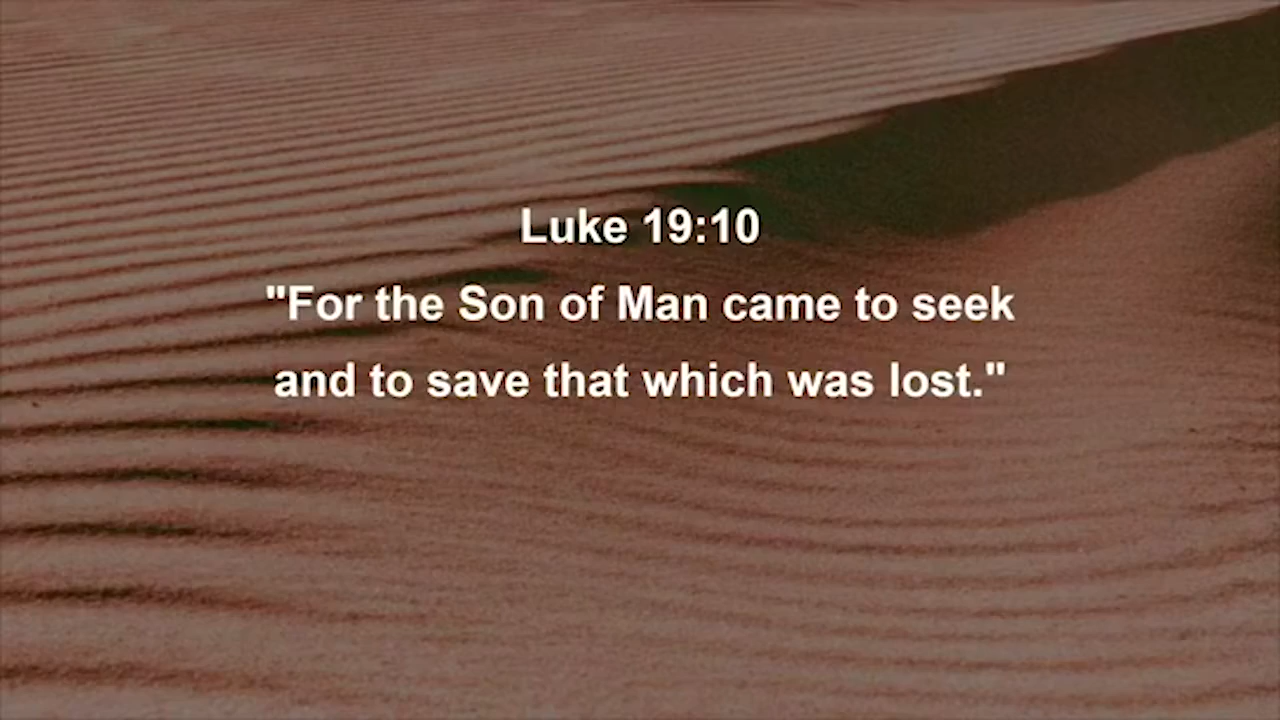 Luke 19:10
"For the Son of Man came to seek
and to save that which was lost."